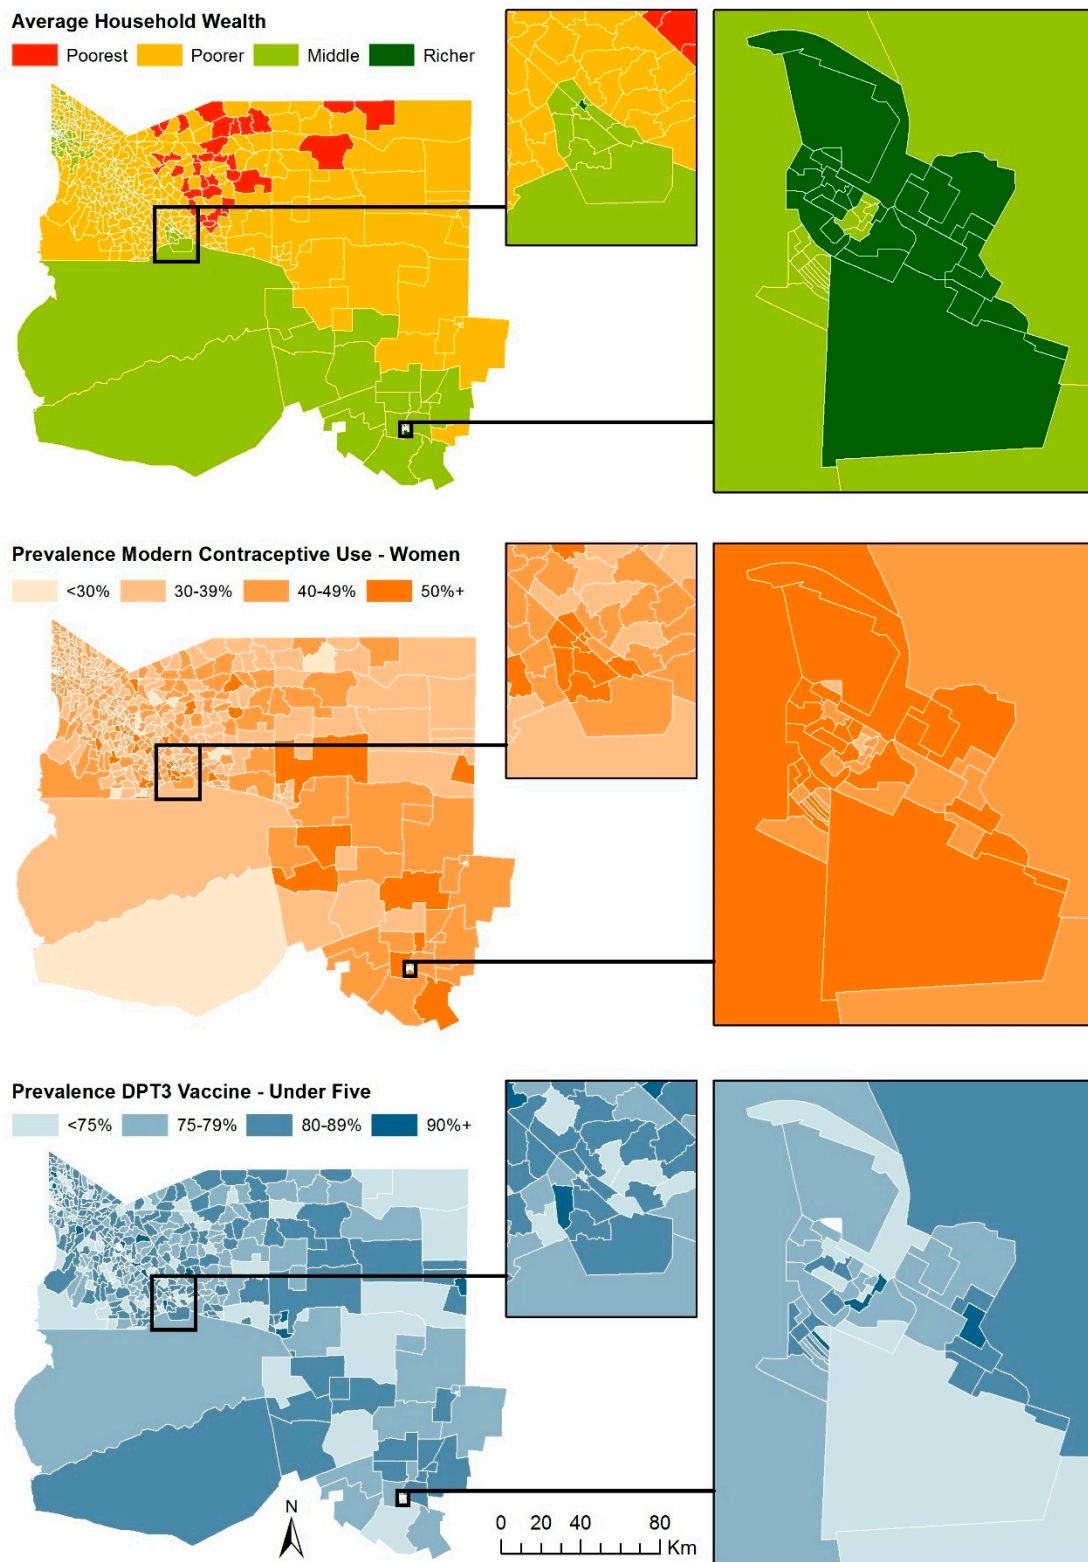 Average Household Wealth
Poorest Poorer Middle Richer
Prevalence Modern Contraceptive Use - Women
<30% 30-39% 40-49% 50%+
Prevalence DPT3 Vaccine - Under Five
<75% 75-79% 80-89% 90%+
N
0 20 40 80
Km